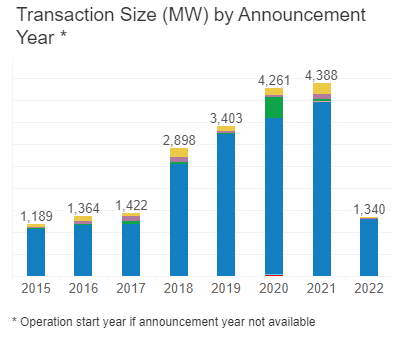 Transaction Size (MW) by Announcement
Year *
4,261
4,388
3,403
2,898
1,189
1,364
1,422
1,340
2015 2016 2017 2018 2019 2020 2021 2022
* Operation start year if announcement year not available